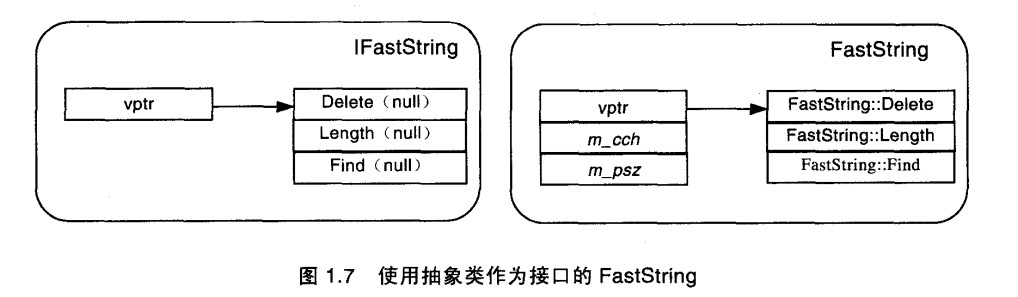 IFastString
vptr
Delete（null）
Length（null）
Find（null）
FastString
vptr
m_cch
m_psz
FastString::Delete
FastString::Length
FastString::Find
图 1.7 使用抽象类作为接口的 FastString